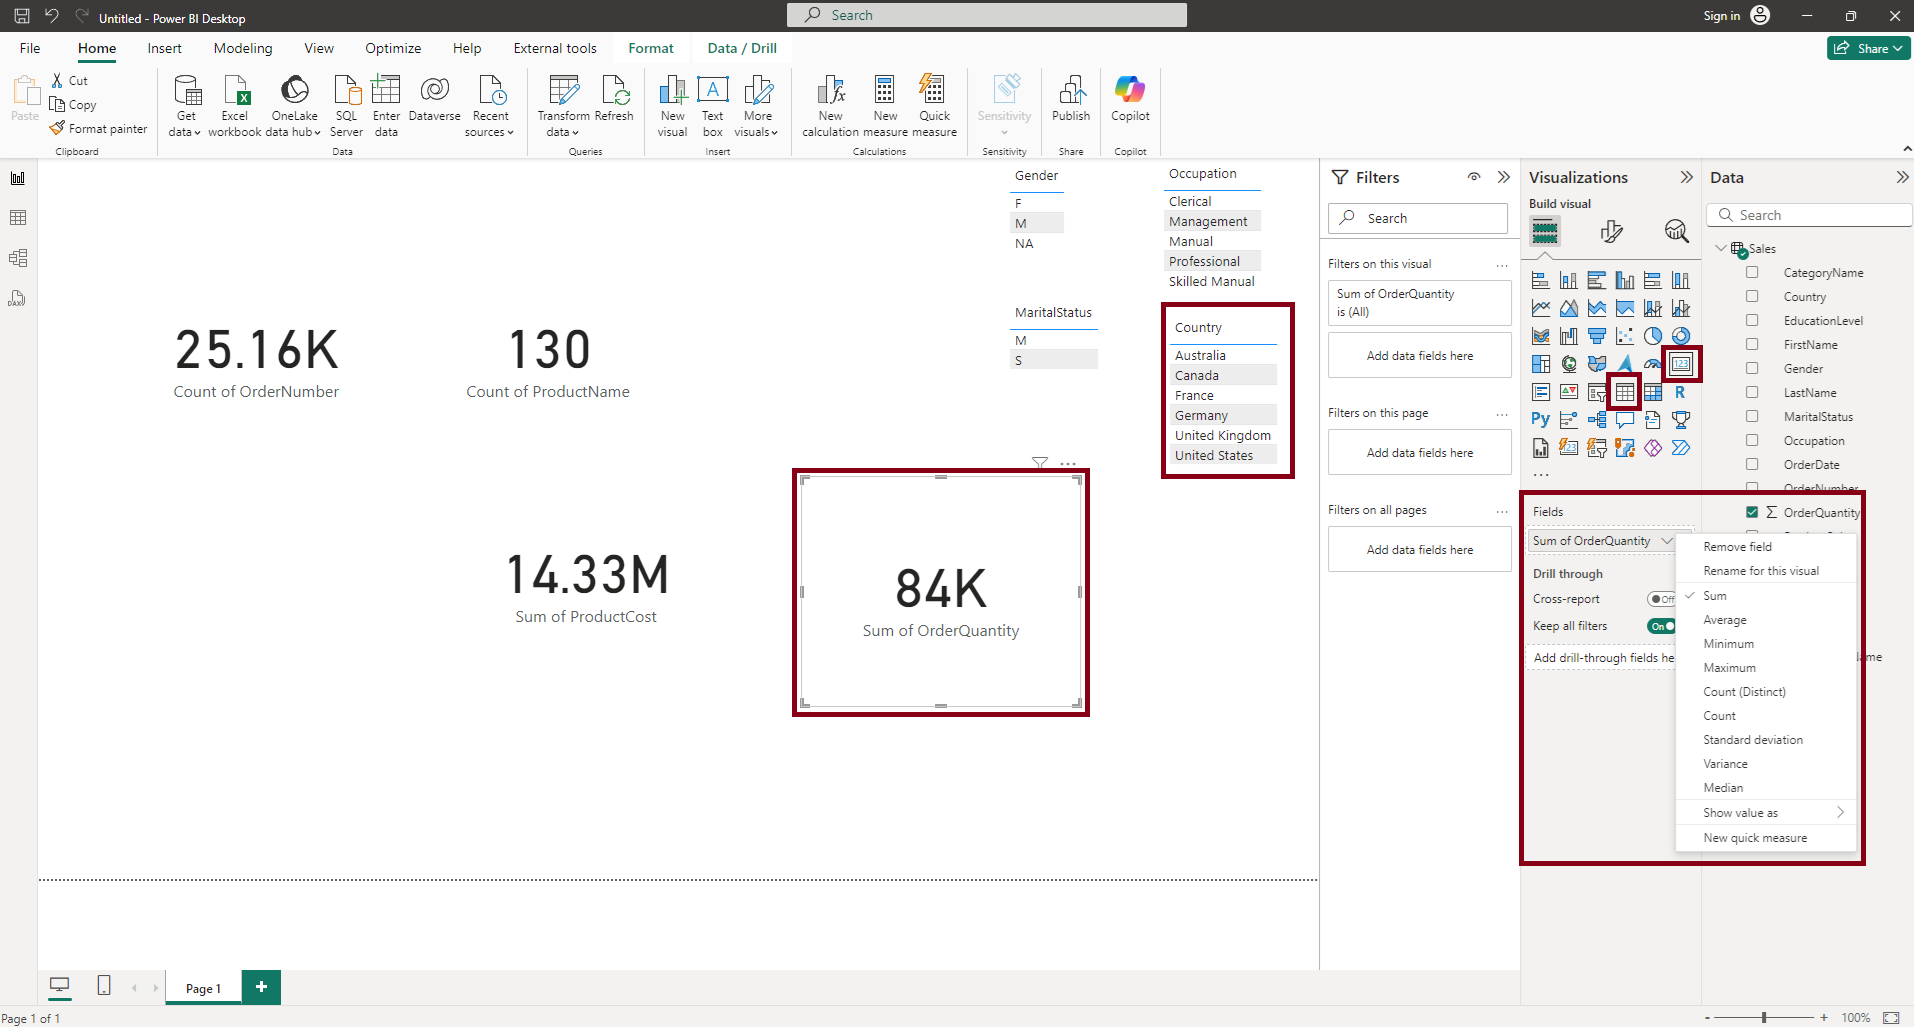 Untitled - Power BI Desktop
Search
Sign in
File
Home
Insert
Modeling
View
Optimize
Help
External tools
Format
Data / Drill
Share
Paste
Cut
Copy
Format painter
Clipboard
Get data
Excel workbook
OneLake data hub
SQL Server
Enter data
Dataverse
Recent sources
Data
Transform data
Refresh
Queries
New visual
Text box
More visuals
Insert
New calculation
New measure
Quick measure
Calculations
Sensitivity
Sensitivity
Publish
Share
Copilot
Copilot
Gender
F
M
NA
Occupation
Clerical
Management
Manual
Professional
Skilled Manual
MaritalStatus
M
S
Country
Australia
Canada
France
Germany
United Kingdom
United States
25.16K
Count of OrderNumber
130
Count of ProductName
14.33M
Sum of ProductCost
84K
Sum of OrderQuantity
Filters
Search
Filters on this visual
Sum of OrderQuantity
is (All)
Add data fields here
Filters on this page
Add data fields here
Filters on all pages
Add data fields here
Visualizations
Build visual
123
R
Py
123
Fields
Sum of OrderQuantity
Drill through
Cross-report
Off
Keep all filters
On
Add drill-through fields he
Data
Search
Sales
CategoryName
Country
EducationLevel
FirstName
Gender
LastName
MaritalStatus
Occupation
OrderDate
OrderNumber
OrderQuantity
ame
Remove field
Rename for this visual
Sum
Average
Minimum
Maximum
Count (Distinct)
Count
Standard deviation
Variance
Median
Show value as
New quick measure
Page 1
Page 1 of 1
100%